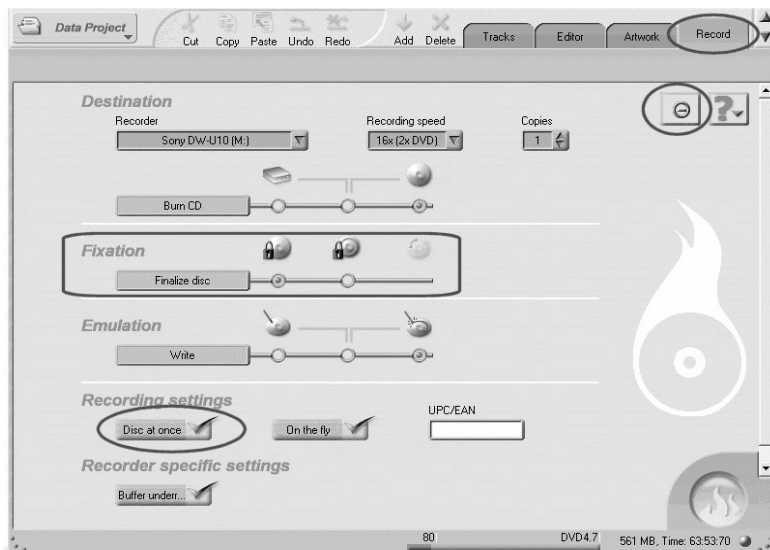 Data Project
Cut Copy Paste Undo Redo Add Delete Tracks Editor Artwork Record
Destination
Recorder Recording speed Copies
Sony DW-U10 (M:) 16x (2x DVD) 1
Burn CD
Fixation
Finalize disc
Emulation
Write
Recording settings
UPC/EAN
Disc at once On the fly
Recorder specific settings
Buffer underr...
80 DVD4.7 561 MB, Time: 63:53:70